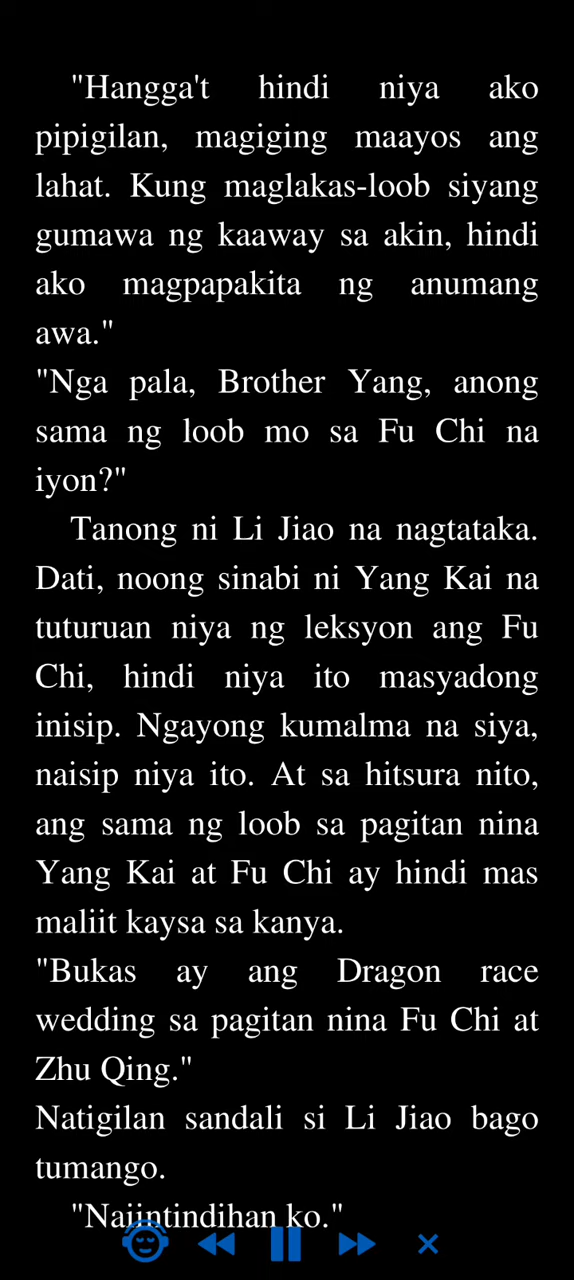 "Hangga't hindi niya ako
pipigilan, magiging maayos ang
lahat. Kung maglakas-loob siyang
gumawa ng kaaway sa akin, hindi
ako magpapakita ng anumang
awa."
"Nga pala, Brother Yang, anong
sama ng loob mo sa Fu Chi na
iyon?"
Tanong ni Li Jiao na nagtataka.
Dati, noong sinabi ni Yang Kai na
tuturuan niya ng leksyon ang Fu
Chi, hindi niya ito masyadong
inisip. Ngayong kumalma na siya,
naisip niya ito. At sa hitsura nito,
ang sama ng loob sa pagitan nina
Yang Kai at Fu Chi ay hindi mas
maliit kaysa sa kanya.
"Bukas ay ang Dragon race
wedding sa pagitan nina Fu Chi at
Zhu Qing."
Natigilan sandali si Li Jiao bago
tumango.
"Naiintindihan ko."